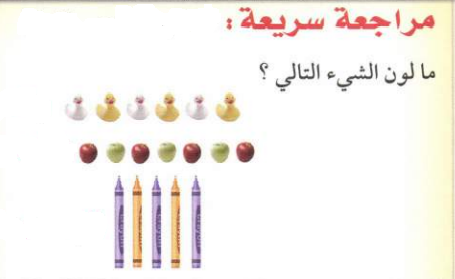 مراجعة سريعة :
ما لون الشيء التالي ؟